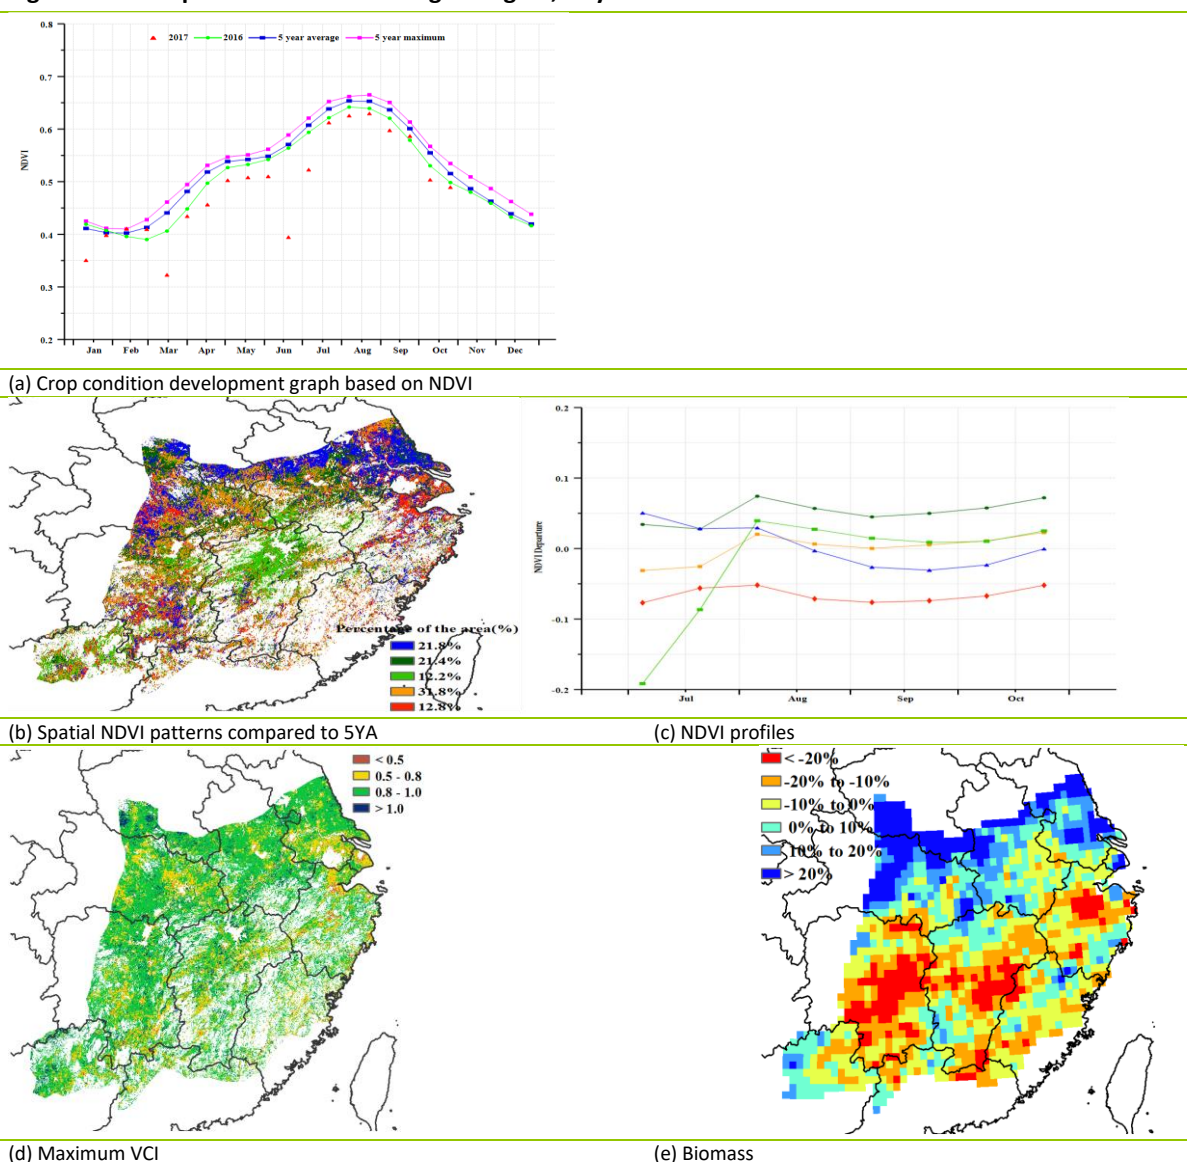 0.8
2017 2016 5 year average 5 year maximum
0.7
0.6
NDVI
0.5
0.4
0.3
0.2
Jan Feb Mar Apr May Jun Jul Aug Sep Oct Nov Dec
(a) Crop condition development graph based on NDVI
Percentage of the area(%)
21.8%
21.4%
12.2%
31.8%
12.8%
0.2
0.1
0.0
NDVI Departure
-0.1
-0.2
Jul Aug Sep Oct
(b) Spatial NDVI patterns compared to 5YA (c) NDVI profiles
< 0.5
0.5 - 0.8
0.8 - 1.0
> 1.0
< -20%
-20% to -10%
-10% to 0%
0% to 10%
10% to 20%
> 20%
(d) Maximum VCI (e) Biomass